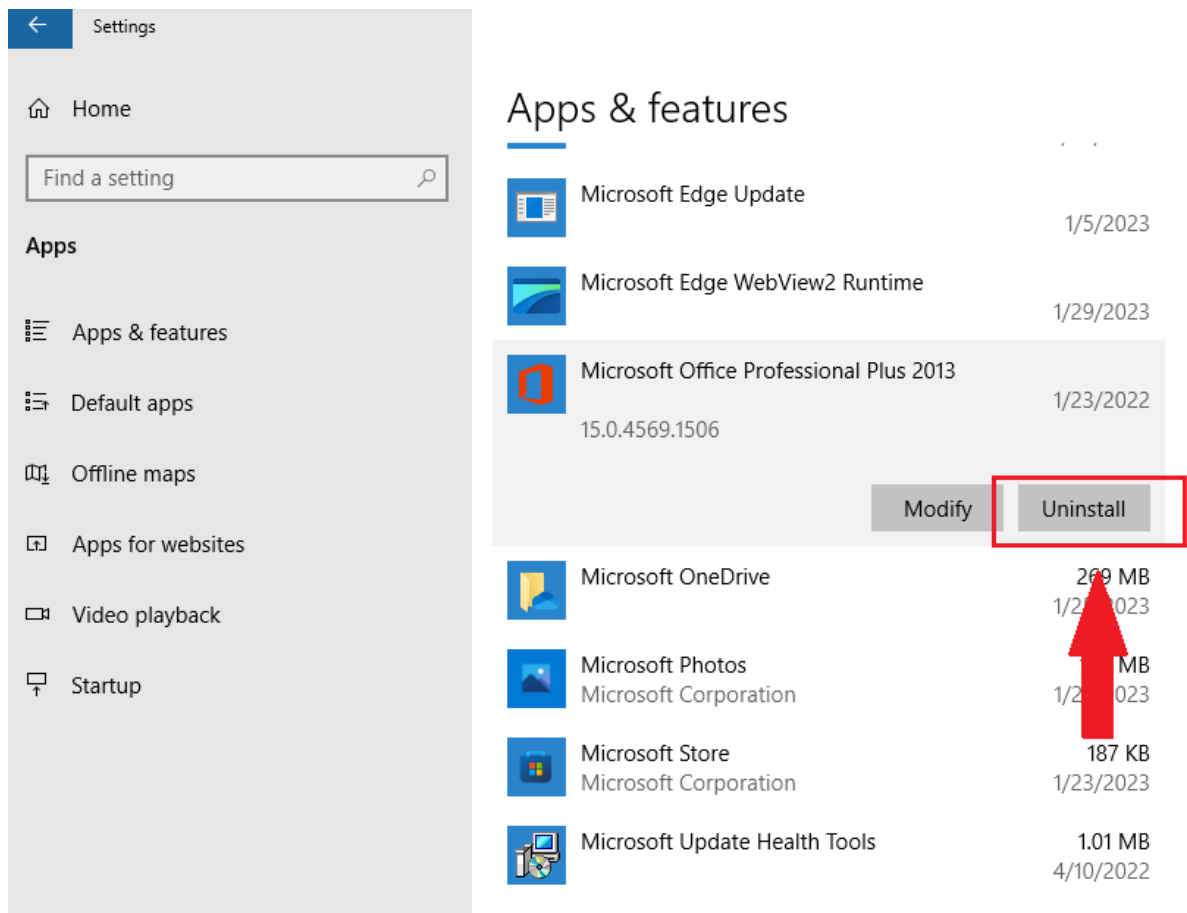 Settings
Home
Find a setting
Apps
Apps & features
Default apps
Offline maps
Apps for websites
Video playback
Startup
Apps & features
Microsoft Edge Update
1/5/2023
Microsoft Edge WebView2 Runtime
1/29/2023
Microsoft Office Professional Plus 2013
1/23/2022
15.0.4569.1506
Modify Uninstall
Microsoft OneDrive 269 MB
Microsoft Photos MB
Microsoft Corporation
Microsoft Store 187 KB
Microsoft Corporation 1/23/2023
Microsoft Update Health Tools 1.01 MB
4/10/2022